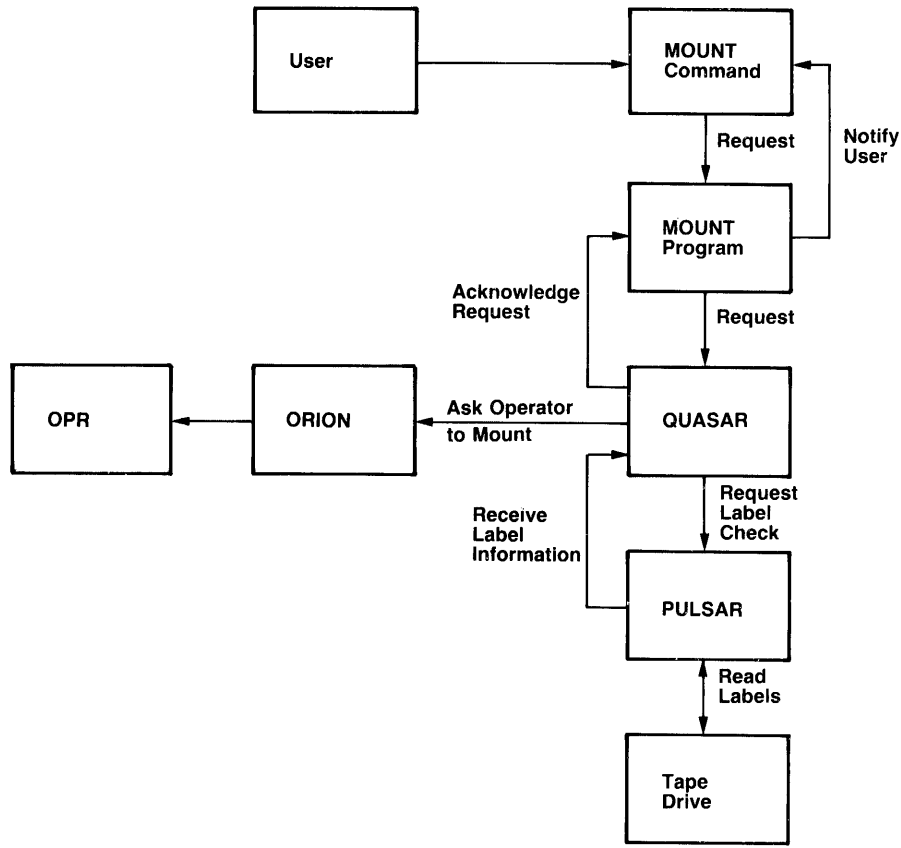 User
MOUNT
Command
Request
Notify
User
MOUNT
Program
Acknowledge
Request
Request
OPR
ORION
Ask Operator
to Mount
QUASAR
Receive
Label
Information
Request
Label
Check
PULSAR
Read
Labels
Tape
Drive